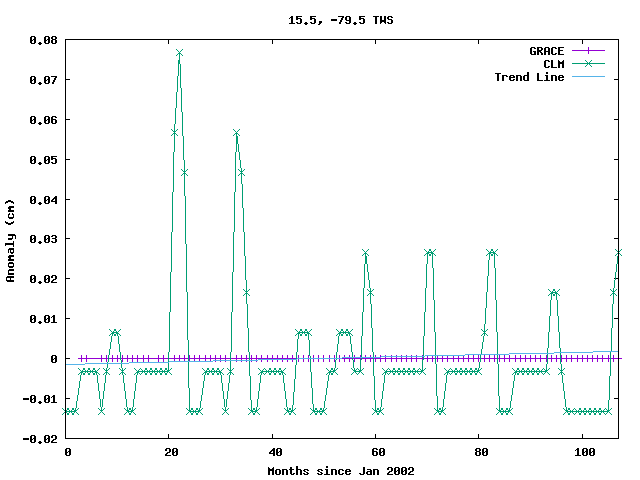 15.5, -79.5 TWS
0.08
0.07
0.06
0.05
0.04
0.03
0.02
0.01
0
-0.01
-0.02
Anomaly (cm)
GRACE
CLM
Trend Line
0 20 40 60 80 100
Months since Jan 2002